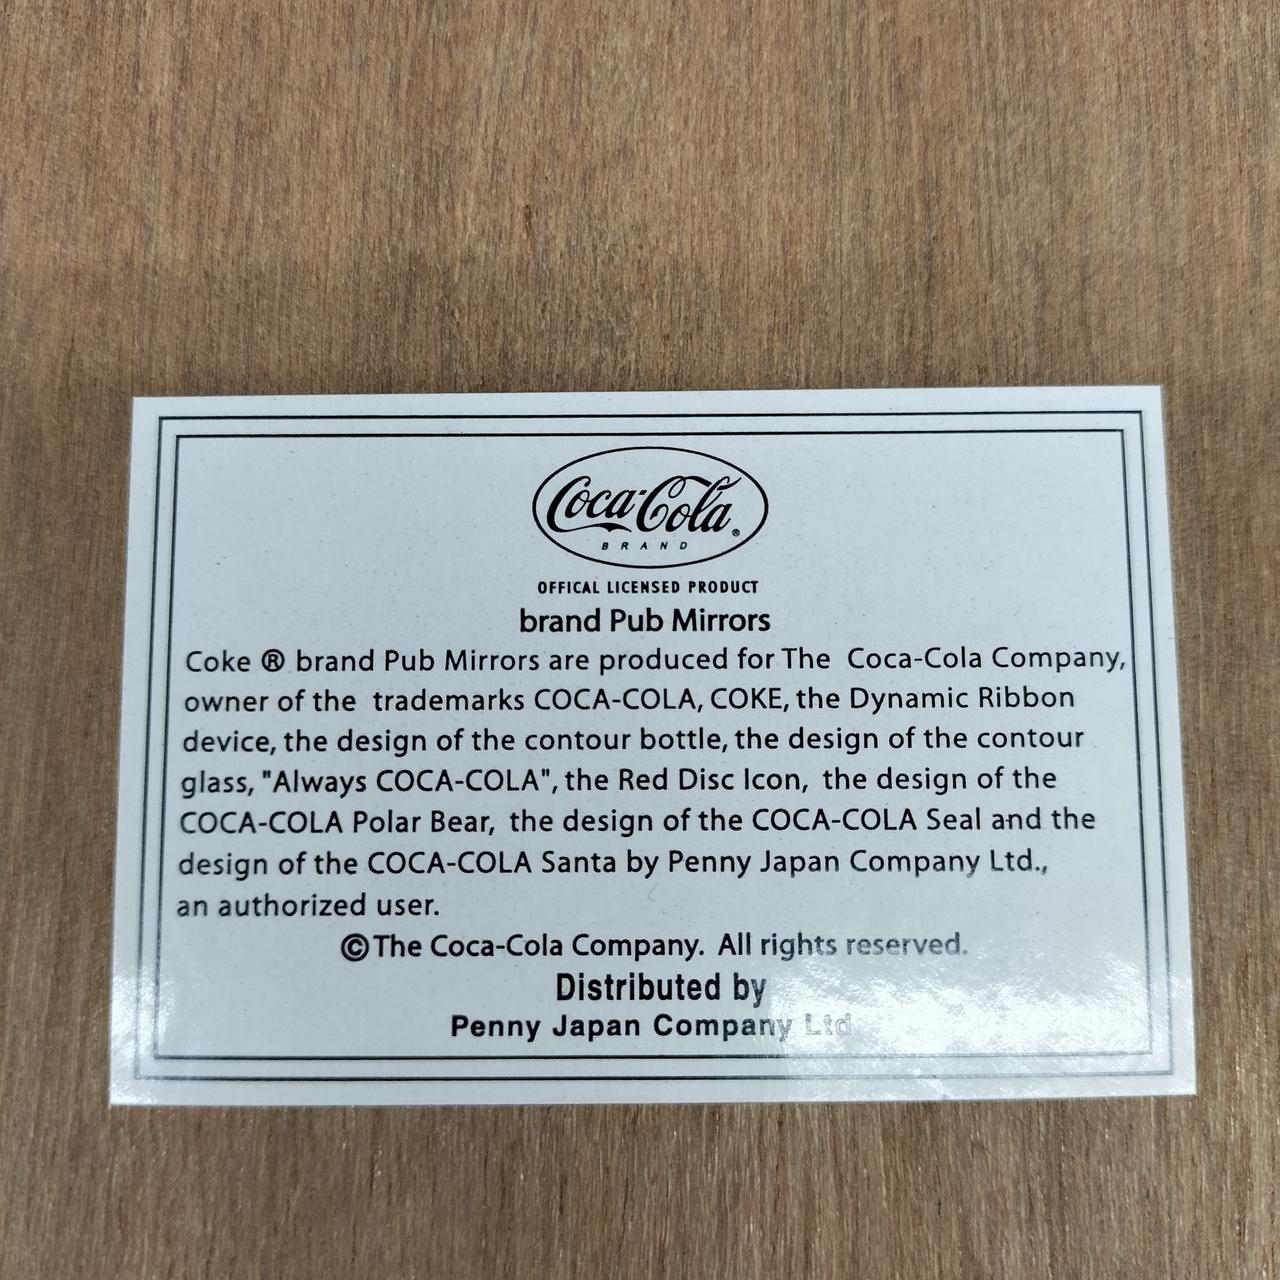 Coca-Cola®
BRAND
OFFICAL LICENSED PRODUCT
brand Pub Mirrors
Coke ® brand Pub Mirrors are produced for The Coca-Cola Company,
owner of the trademarks COCA-COLA, COKE, the Dynamic Ribbon
device, the design of the contour bottle, the design of the contour
glass, "Always COCA-COLA", the Red Disc Icon, the design of the
COCA-COLA Polar Bear, the design of the COCA-COLA Seal and the
design of the COCA-COLA Santa by Penny Japan Company Ltd.,
an authorized user.
©The Coca-Cola Company. All rights reserved.
Distributed by
Penny Japan Company Ltd